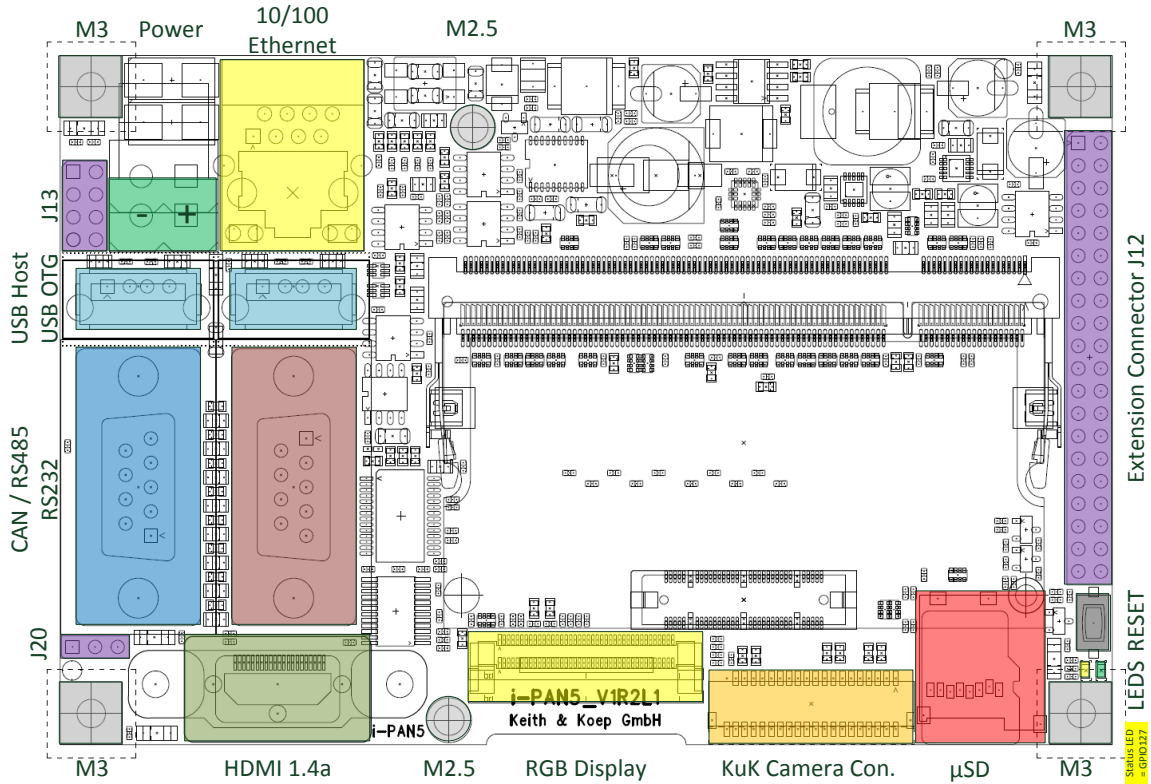 M3
Power
10/100
Ethernet
M2.5
M3
J13
- +
USB Host
USB OTG
Extension Connector J12
CAN / RS485
RS232
J20
LEDS RESET
i-PAN5_V1R2L1
Keith & Koep GmbH
i-PAN5
Status LED
= GPIO127
M3
HDMI 1.4a
M2.5
RGB Display
KuK Camera Con.
µSD
M3